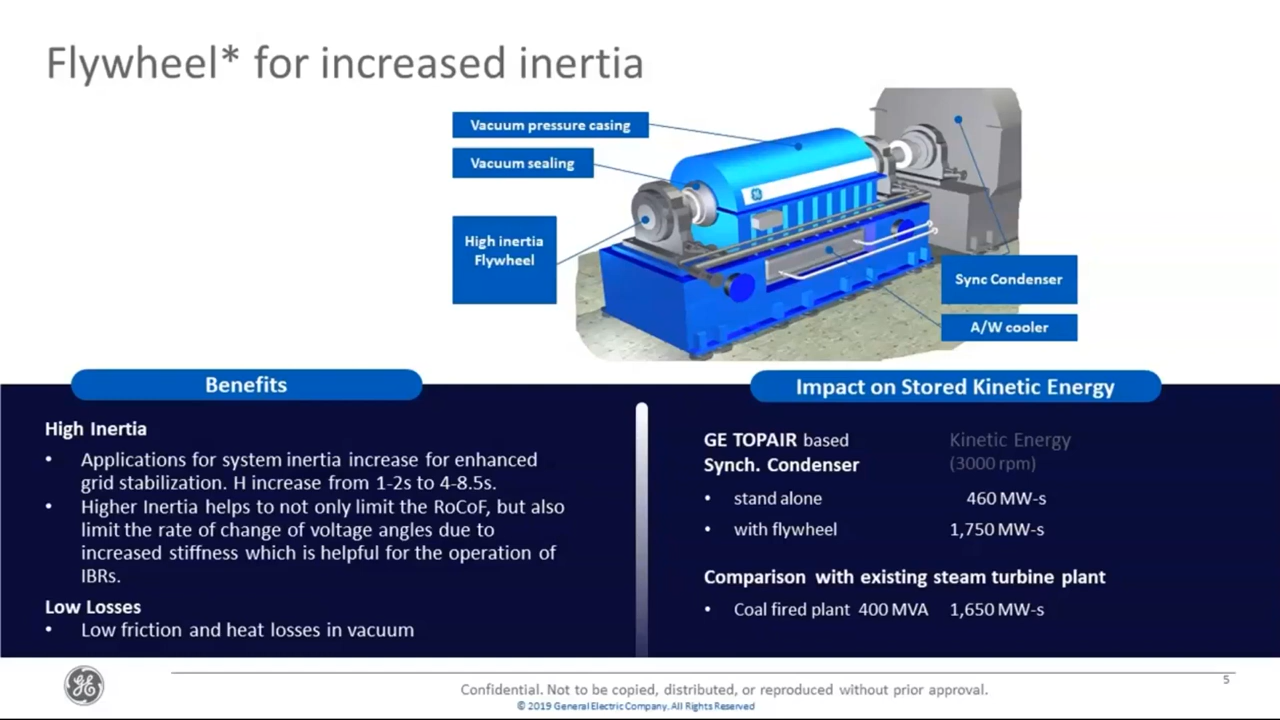 Flywheel* for increased inertia
Vacuum pressure casing
Vacuum sealing
High inertia
Flywheel
Sync Condenser
A/W cooler
Benefits
High Inertia
• Applications for system inertia increase for enhanced
grid stabilization. H increase from 1-2s to 4-8.5s.
• Higher Inertia helps to not only limit the RoCoF, but also
limit the rate of change of voltage angles due to
increased stiffness which is helpful for the operation of
IBRs.
Low Losses
• Low friction and heat losses in vacuum
Impact on Stored Kinetic Energy
GE TOPAIR based Kinetic Energy
Synch. Condenser (3000 rpm)
• stand alone 460 MW-s
• with flywheel 1,750 MW-s
Comparison with existing steam turbine plant
• Coal fired plant 400 MVA 1,650 MW-s
5
Confidential. Not to be copied, distributed, or reproduced without prior approval.
© 2019 General Electric Company. All Rights Reserved